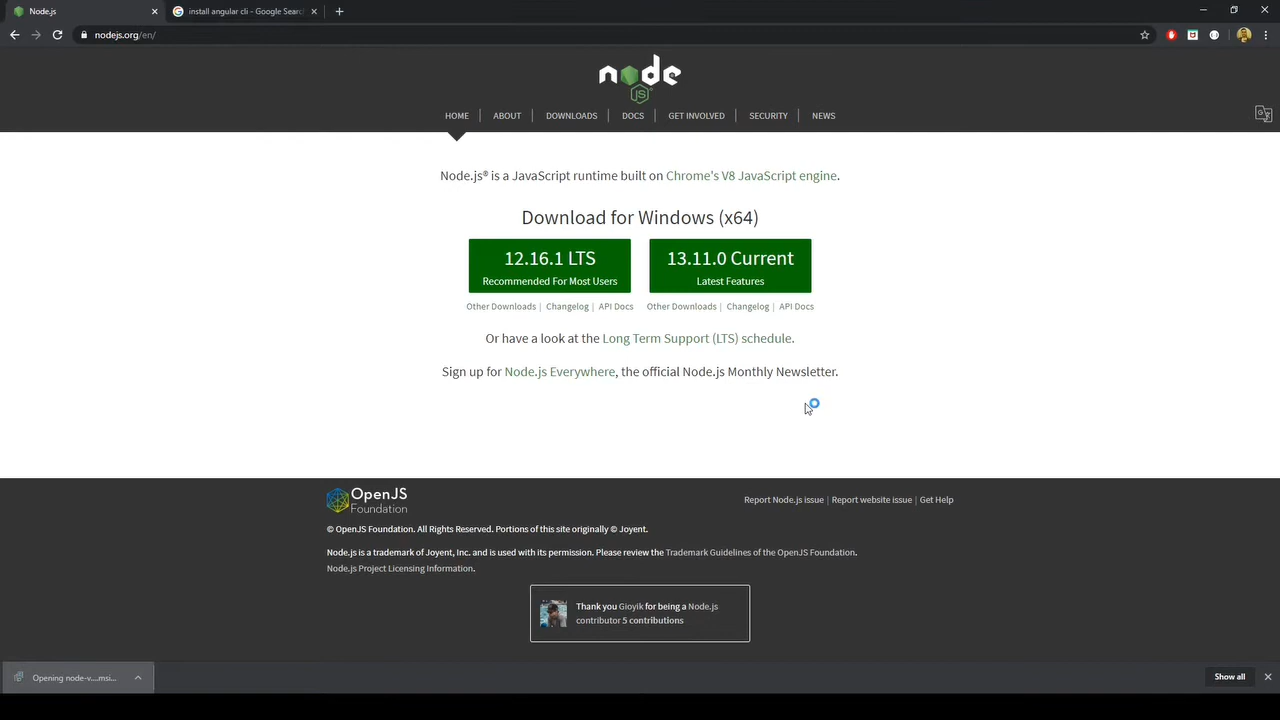 Node.js
install angular cli - Google Searc
nodejs.org/en/
node
JS
HOME
ABOUT
DOWNLOADS
DOCS
GET INVOLVED
SECURITY
NEWS
Node.js® is a JavaScript runtime built on Chrome's V8 JavaScript engine.
Download for Windows (x64)
12.16.1 LTS
Recommended For Most Users
13.11.0 Current
Latest Features
Other Downloads | Changelog | API Docs
Other Downloads | Changelog | API Docs
Or have a look at the Long Term Support (LTS) schedule.
Sign up for Node.js Everywhere, the official Node.js Monthly Newsletter.
OpenJS
Foundation
Report Node.js issue | Report website issue | Get Help
© OpenJS Foundation. All Rights Reserved. Portions of this site originally © Joyent.
Node.js is a trademark of Joyent, Inc. and is used with its permission. Please review the Trademark Guidelines of the OpenJS Foundation.
Node.js Project Licensing Information.
Thank you Gioyik for being a Node.js
contributor 5 contributions
Opening node-v....msi...
Show all